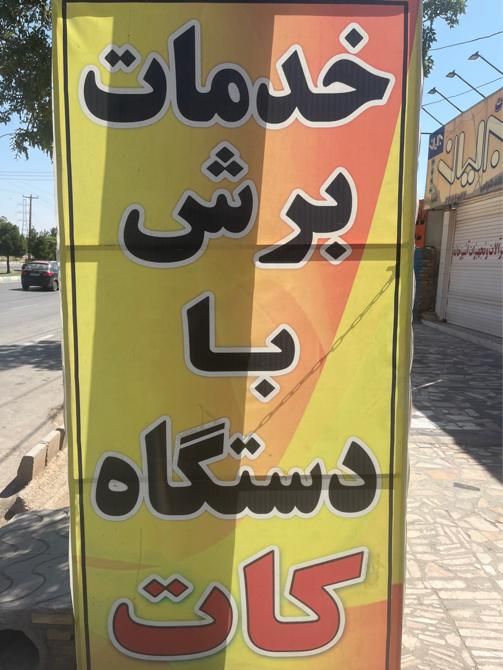 خدمات
برش
با
دستگاه
کات